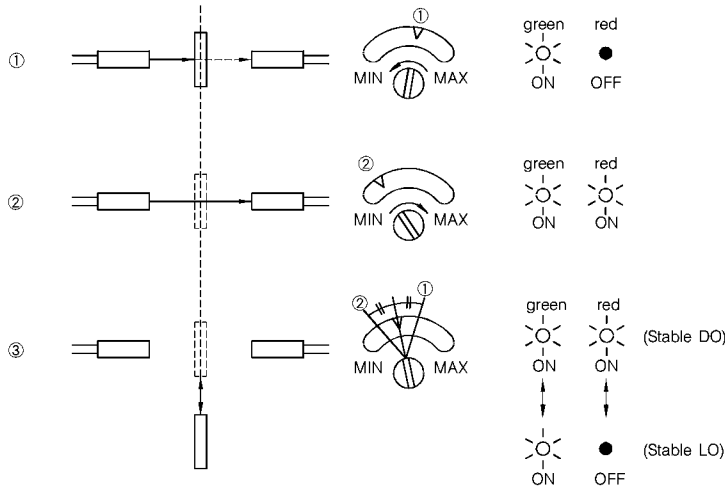 ①
①
MIN MAX
green red
ON OFF
②
②
MIN MAX
green red
ON ON
③
② ①
MIN MAX
green red
ON ON
(Stable DO)
ON OFF
(Stable LO)